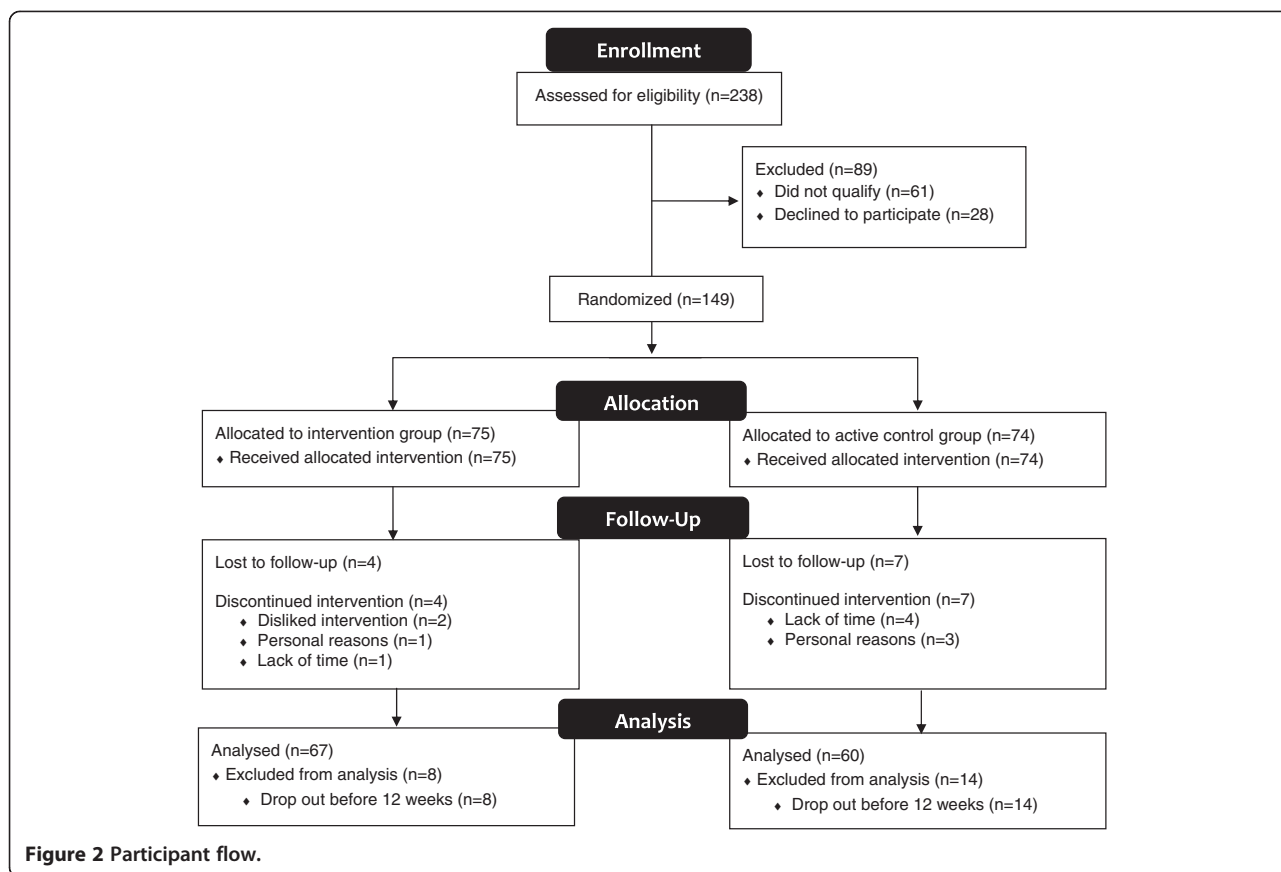 Enrollment
Assessed for eligibility (n=238)
Excluded (n=89)
♦ Did not qualify (n=61)
♦ Declined to participate (n=28)
Randomized (n=149)
Allocation
Allocated to intervention group (n=75)
♦ Received allocated intervention (n=75)
Allocated to active control group (n=74)
♦ Received allocated intervention (n=74)
Follow-Up
Lost to follow-up (n=4)
Discontinued intervention (n=4)
♦ Disliked intervention (n=2)
♦ Personal reasons (n=1)
♦ Lack of time (n=1)
Lost to follow-up (n=7)
Discontinued intervention (n=7)
♦ Lack of time (n=4)
♦ Personal reasons (n=3)
Analysis
Analysed (n=67)
♦ Excluded from analysis (n=8)
♦ Drop out before 12 weeks (n=8)
Analysed (n=60)
♦ Excluded from analysis (n=14)
♦ Drop out before 12 weeks (n=14)
Figure 2 Participant flow.